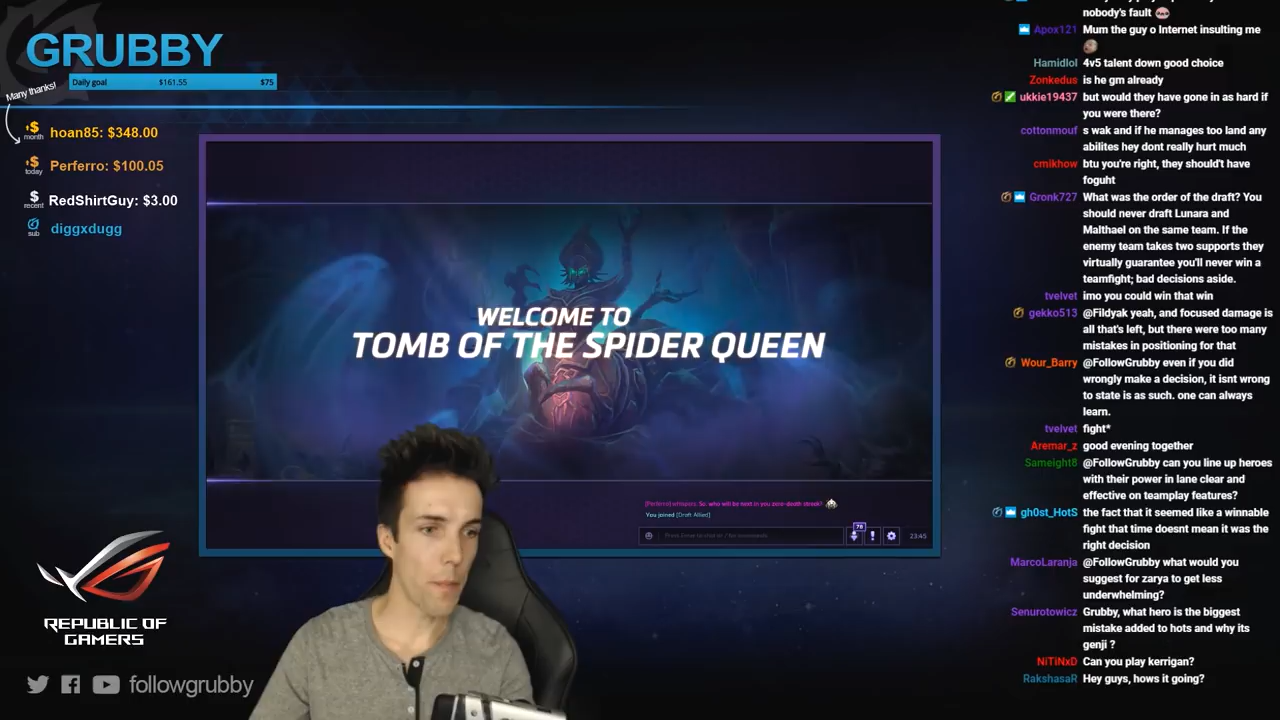 GRUBBY
Daily goal $161.55 $75
Many thanks!
$ month hoan85: $348.00
$ today Perferro: $100.05
$ recent RedShirtGuy: $3.00
sub diggxdugg
WELCOME TO
TOMB OF THE SPIDER QUEEN
You joined [Draft Allied]
78
23:45
REPUBLIC OF
GAMERS
followgrubby
nobody's fault
Apox121 Mum the guy o Internet insulting me
Hamidlol 4v5 talent down good choice
Zonkedus is he gm already
ukkie19437 but would they have gone in as hard if
you were there?
cottonmouf s wak and if he manages too land any
abilites hey dont really hurt much
cmikhow btu you're right, they should't have
foguht
Gronk727 What was the order of the draft? You
should never draft Lunara and
Malthael on the same team. If the
enemy team takes two supports they
virtually guarantee you'll never win a
teamfight; bad decisions aside.
tvelvet imo you could win that win
gekko513 @Fildyak yeah, and focused damage is
all that's left, but there were too many
mistakes in positioning for that
Wour_Barry @FollowGrubby even if you did
wrongly make a decision, it isnt wrong
to state is as such. one can always
learn.
tvelvet fight*
Aremar_z good evening together
Sameight8 @FollowGrubby can you line up heroes
with their power in lane clear and
effective on teamplay features?
gh0st_HotS the fact that it seemed like a winnable
fight that time doesnt mean it was the
right decision
MarcoLaranja @FollowGrubby what would you
suggest for zarya to get less
underwhelming?
Senurotowicz Grubby, what hero is the biggest
mistake added to hots and why its
genji ?
NiTiNxD Can you play kerrigan?
RakshasaR Hey guys, hows it going?